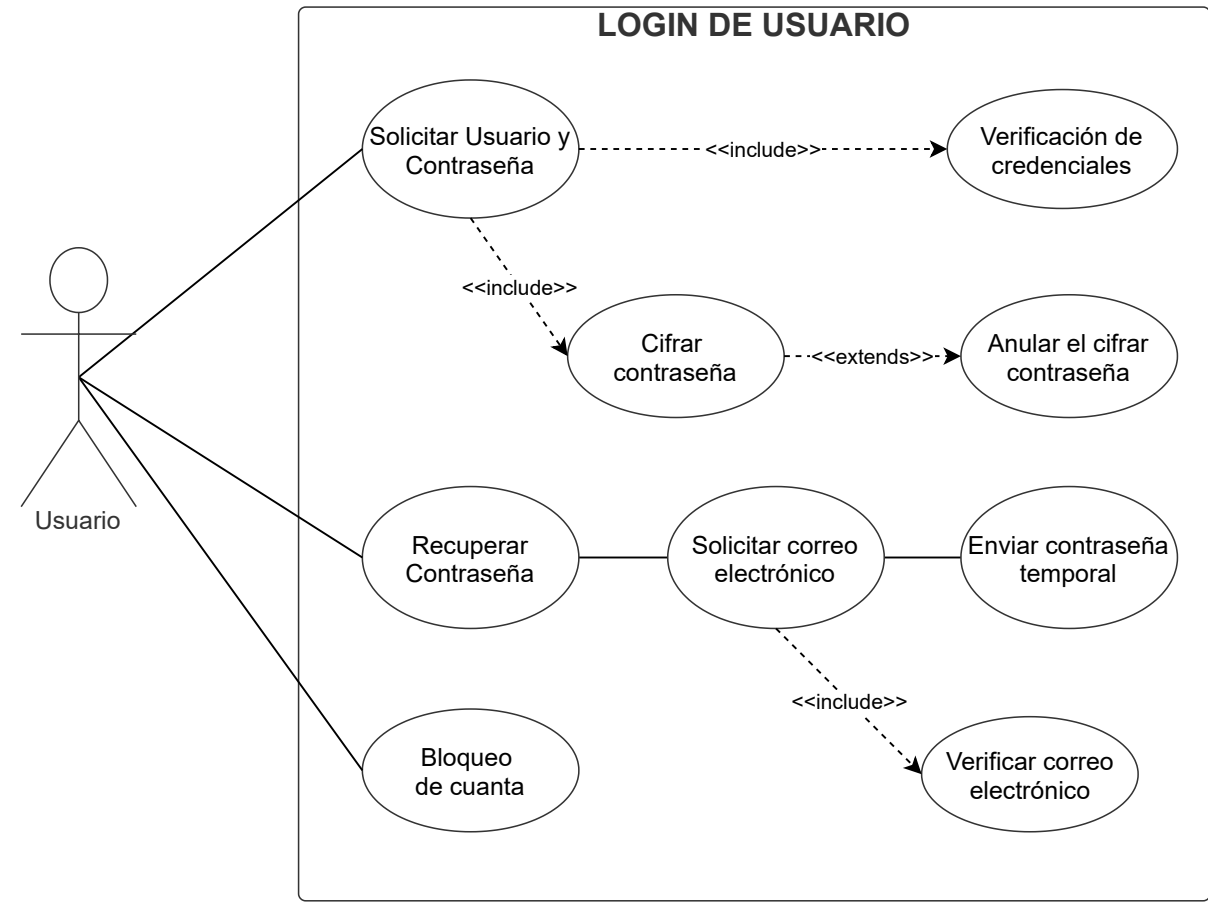 LOGIN DE USUARIO
Solicitar Usuario y
Contraseña
<<include>>
Verificación de
credenciales
<<include>>
Cifrar
contraseña
<<extends>>
Anular el cifrar
contraseña
Usuario
Recuperar
Contraseña
Solicitar correo
electrónico
Enviar contraseña
temporal
<<include>>
Bloqueo
de cuanta
Verificar correo
electrónico